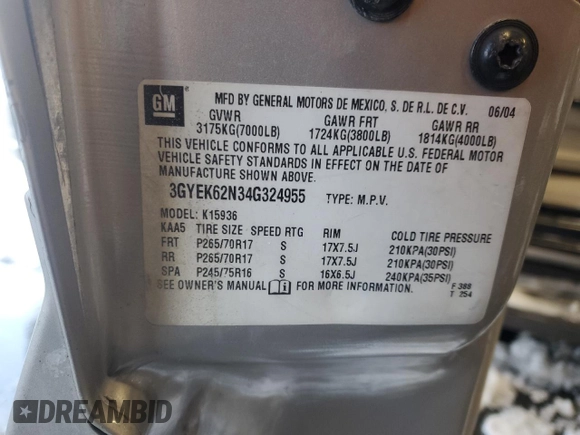 GM
MFD BY GENERAL MOTORS DE MEXICO, S. DE R.L. DE C.V. 06/04
GVWR GAWR FRT GAWR RR
3175KG(7000LB) 1724KG(3800LB) 1814KG(4000LB)
THIS VEHICLE CONFORMS TO ALL APPLICABLE U.S. FEDERAL MOTOR
VEHICLE SAFETY STANDARDS IN EFFECT ON THE DATE OF
MANUFACTURE SHOWN ABOVE.
3GYEK62N34G324955 TYPE: M.P.V.
MODEL: K15936
KAA5 TIRE SIZE SPEED RTG RIM COLD TIRE PRESSURE
FRT P265/70R17 S 17X7.5J 210KPA(30PSI)
RR P265/70R17 S 17X7.5J 210KPA(30PSI)
SPA P245/75R16 S 16X6.5J 240KPA(35PSI)
SEE OWNER'S MANUAL FOR MORE INFORMATION. F 388
T 254
DREAMBID